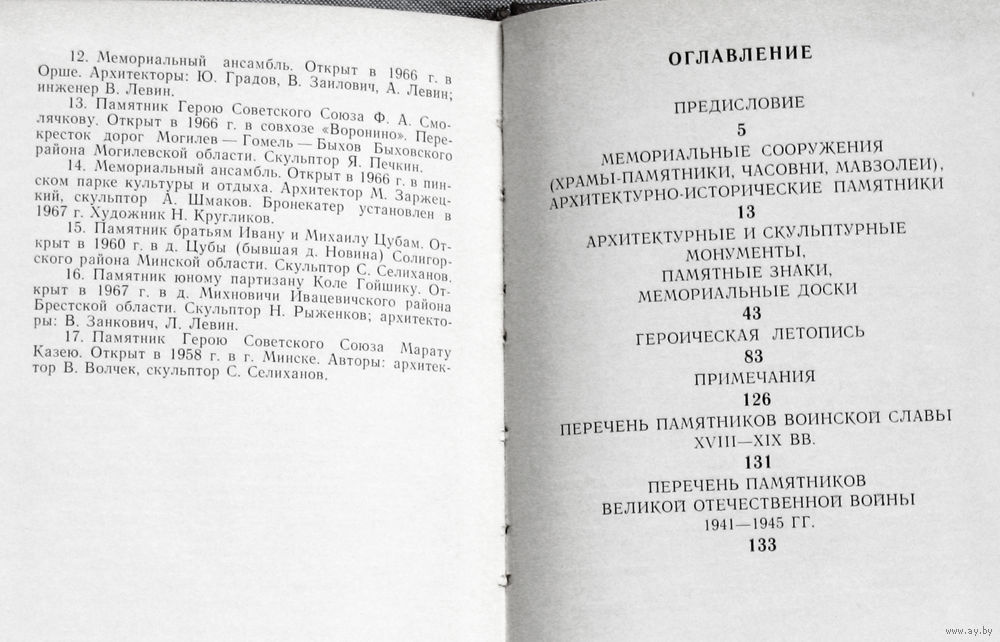 12. Мемориальный ансамбль. Открыт в 1966 г. в
Орше. Архитекторы: Ю. Градов, В. Заилович, А. Левин;
инженер В. Левин.
13. Памятник Герою Советского Союза Ф. А. Смо-
лячкову. Открыт в 1966 г. в совхозе «Воронино». Пере-
кресток дорог Могилев — Гомель — Быхов Быховского
района Могилевской области. Скульптор Я. Печкин.
14. Мемориальный ансамбль. Открыт в 1966 г. в пин-
ском парке культуры и отдыха. Архитектор М. Заржец-
кий, скульптор А. Шмаков. Бронекатер установлен в
1967 г. Художник Н. Кругликов.
15. Памятник братьям Ивану и Михаилу Цубам. От-
крыт в 1960 г. в д. Цубы (бывшая д. Новина) Солигор-
ского района Минской области. Скульптор С. Селиханов.
16. Памятник юному партизану Коле Гойшику. От-
крыт в 1967 г. в д. Михновичи Ивацевичского района
Брестской области. Скульптор Н. Рыженков; архитекто-
ры: В. Занкович, Л. Левин.
17. Памятник Герою Советского Союза Марату
Казею. Открыт в 1958 г. в г. Минске. Авторы: архитек-
тор В. Волчек, скульптор С. Селиханов.
ОГЛАВЛЕНИЕ
ПРЕДИСЛОВИЕ
5
МЕМОРИАЛЬНЫЕ СООРУЖЕНИЯ
(ХРАМЫ-ПАМЯТНИКИ, ЧАСОВНИ, МАВЗОЛЕИ),
АРХИТЕКТУРНО-ИСТОРИЧЕСКИЕ ПАМЯТНИКИ
13
АРХИТЕКТУРНЫЕ И СКУЛЬПТУРНЫЕ
МОНУМЕНТЫ,
ПАМЯТНЫЕ ЗНАКИ,
МЕМОРИАЛЬНЫЕ ДОСКИ
43
ГЕРОИЧЕСКАЯ ЛЕТОПИСЬ
83
ПРИМЕЧАНИЯ
126
ПЕРЕЧЕНЬ ПАМЯТНИКОВ ВОИНСКОЙ СЛАВЫ
XVIII—XIX ВВ.
131
ПЕРЕЧЕНЬ ПАМЯТНИКОВ
ВЕЛИКОЙ ОТЕЧЕСТВЕННОЙ ВОЙНЫ
1941—1945 ГГ.
133
www.ay.by